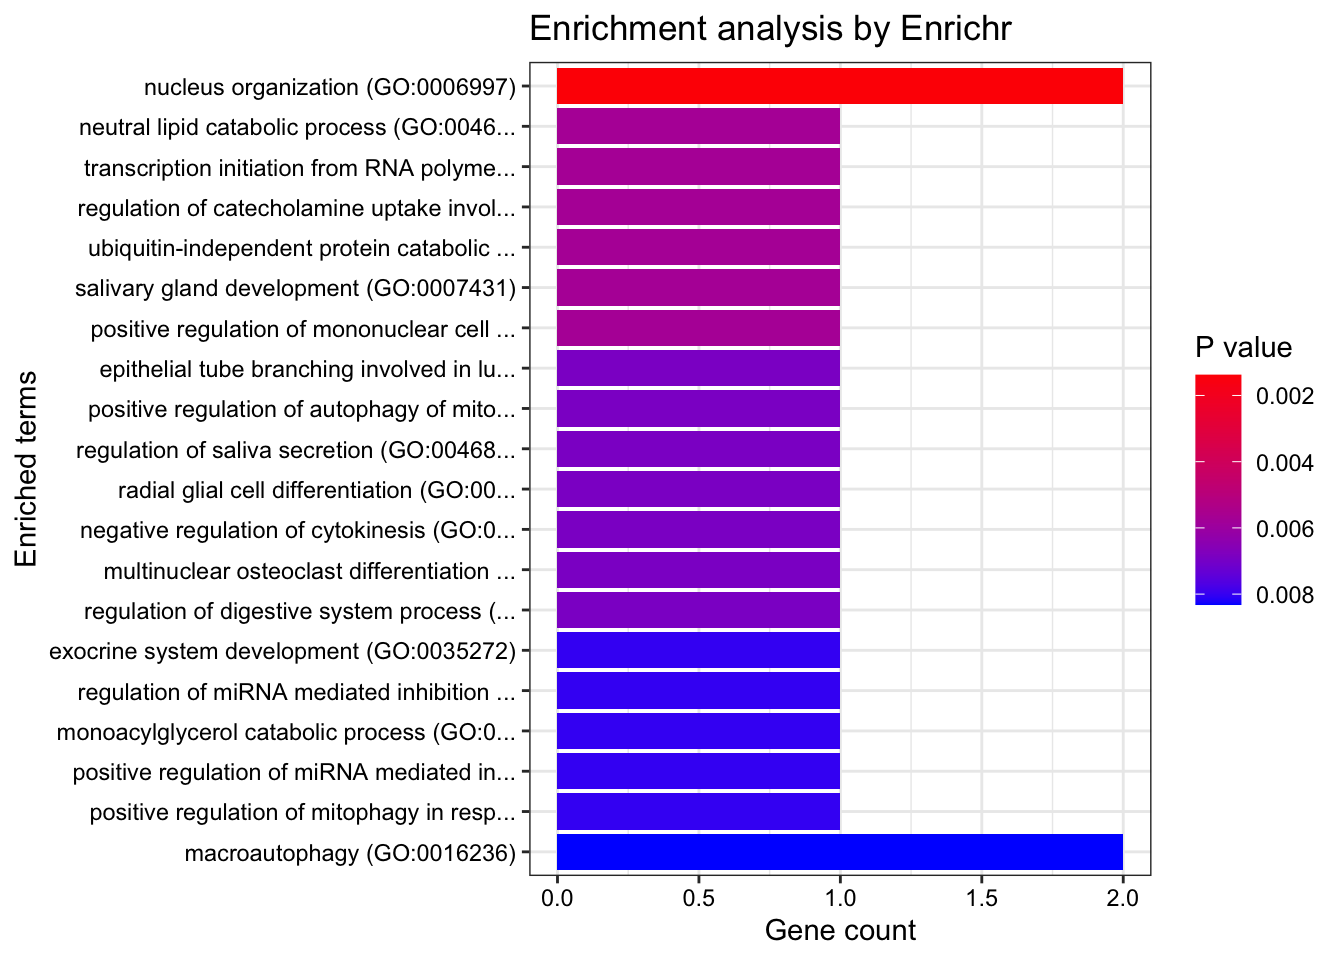 Enrichment analysis by Enrichr
nucleus organization (GO:0006997)
neutral lipid catabolic process (GO:0046...
transcription initiation from RNA polyme...
regulation of catecholamine uptake invol...
ubiquitin-independent protein catabolic ...
salivary gland development (GO:0007431)
positive regulation of mononuclear cell ...
epithelial tube branching involved in lu...
positive regulation of autophagy of mito...
regulation of saliva secretion (GO:00468...
radial glial cell differentiation (GO:00...
negative regulation of cytokinesis (GO:0...
multinuclear osteoclast differentiation ...
regulation of digestive system process (...
exocrine system development (GO:0035272)
regulation of miRNA mediated inhibition ...
monoacylglycerol catabolic process (GO:0...
positive regulation of miRNA mediated in...
positive regulation of mitophagy in resp...
macroautophagy (GO:0016236)
Enriched terms
0.0 0.5 1.0 1.5 2.0
Gene count
P value
0.002
0.004
0.006
0.008